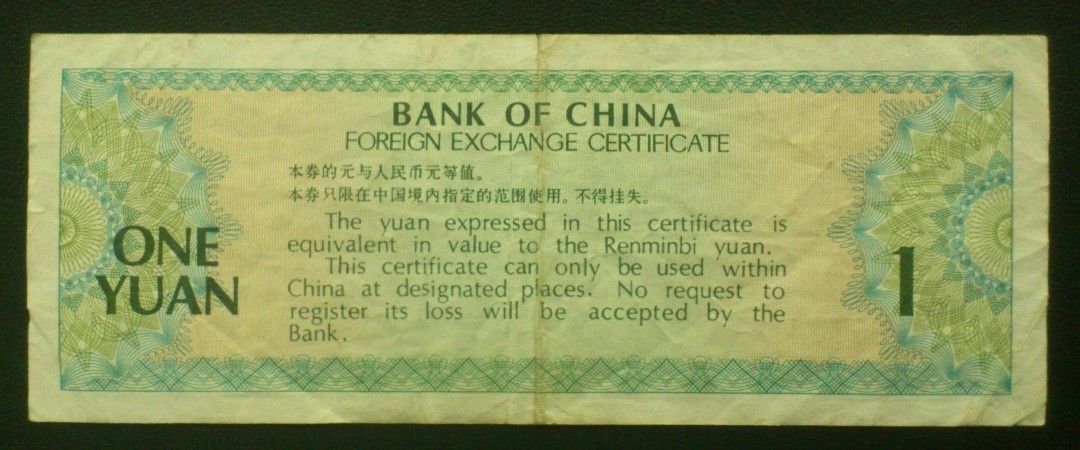 BANK OF CHINA
FOREIGN EXCHANGE CERTIFICATE
本券的元与人民币元等值。
本券只限在中国境内指定的范围使用。不得挂失。
The yuan expressed in this certificate is
equivalent in value to the Renminbi yuan.
This certificate can only be used within
China at designated places. No request to
register its loss will be accepted by the
Bank.
ONE
YUAN
1